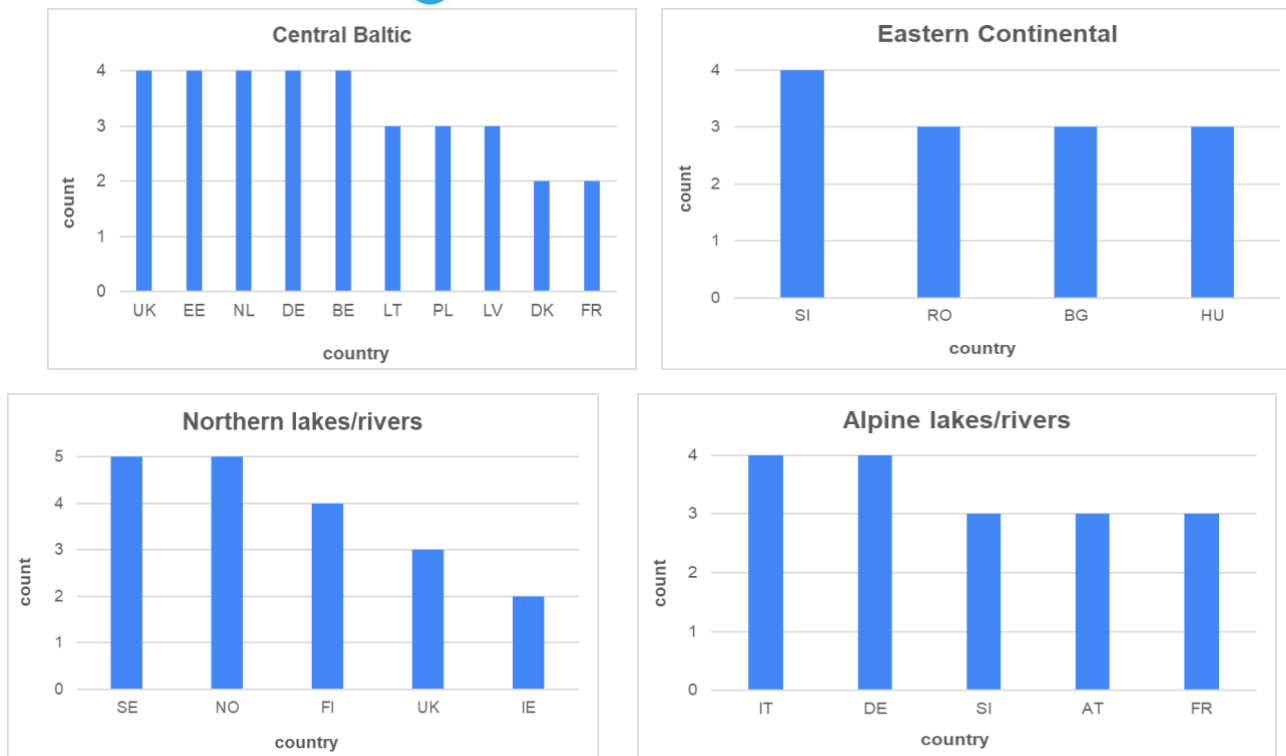 Central Baltic
4
3
2
1
0
count
UK EE NL DE BE LT PL LV DK FR
country
Eastern Continental
4
3
2
1
0
count
SI RO BG HU
country
Northern lakes/rivers
5
4
3
2
1
0
count
SE NO FI UK IE
country
Alpine lakes/rivers
4
3
2
1
0
count
IT DE SI AT FR
country